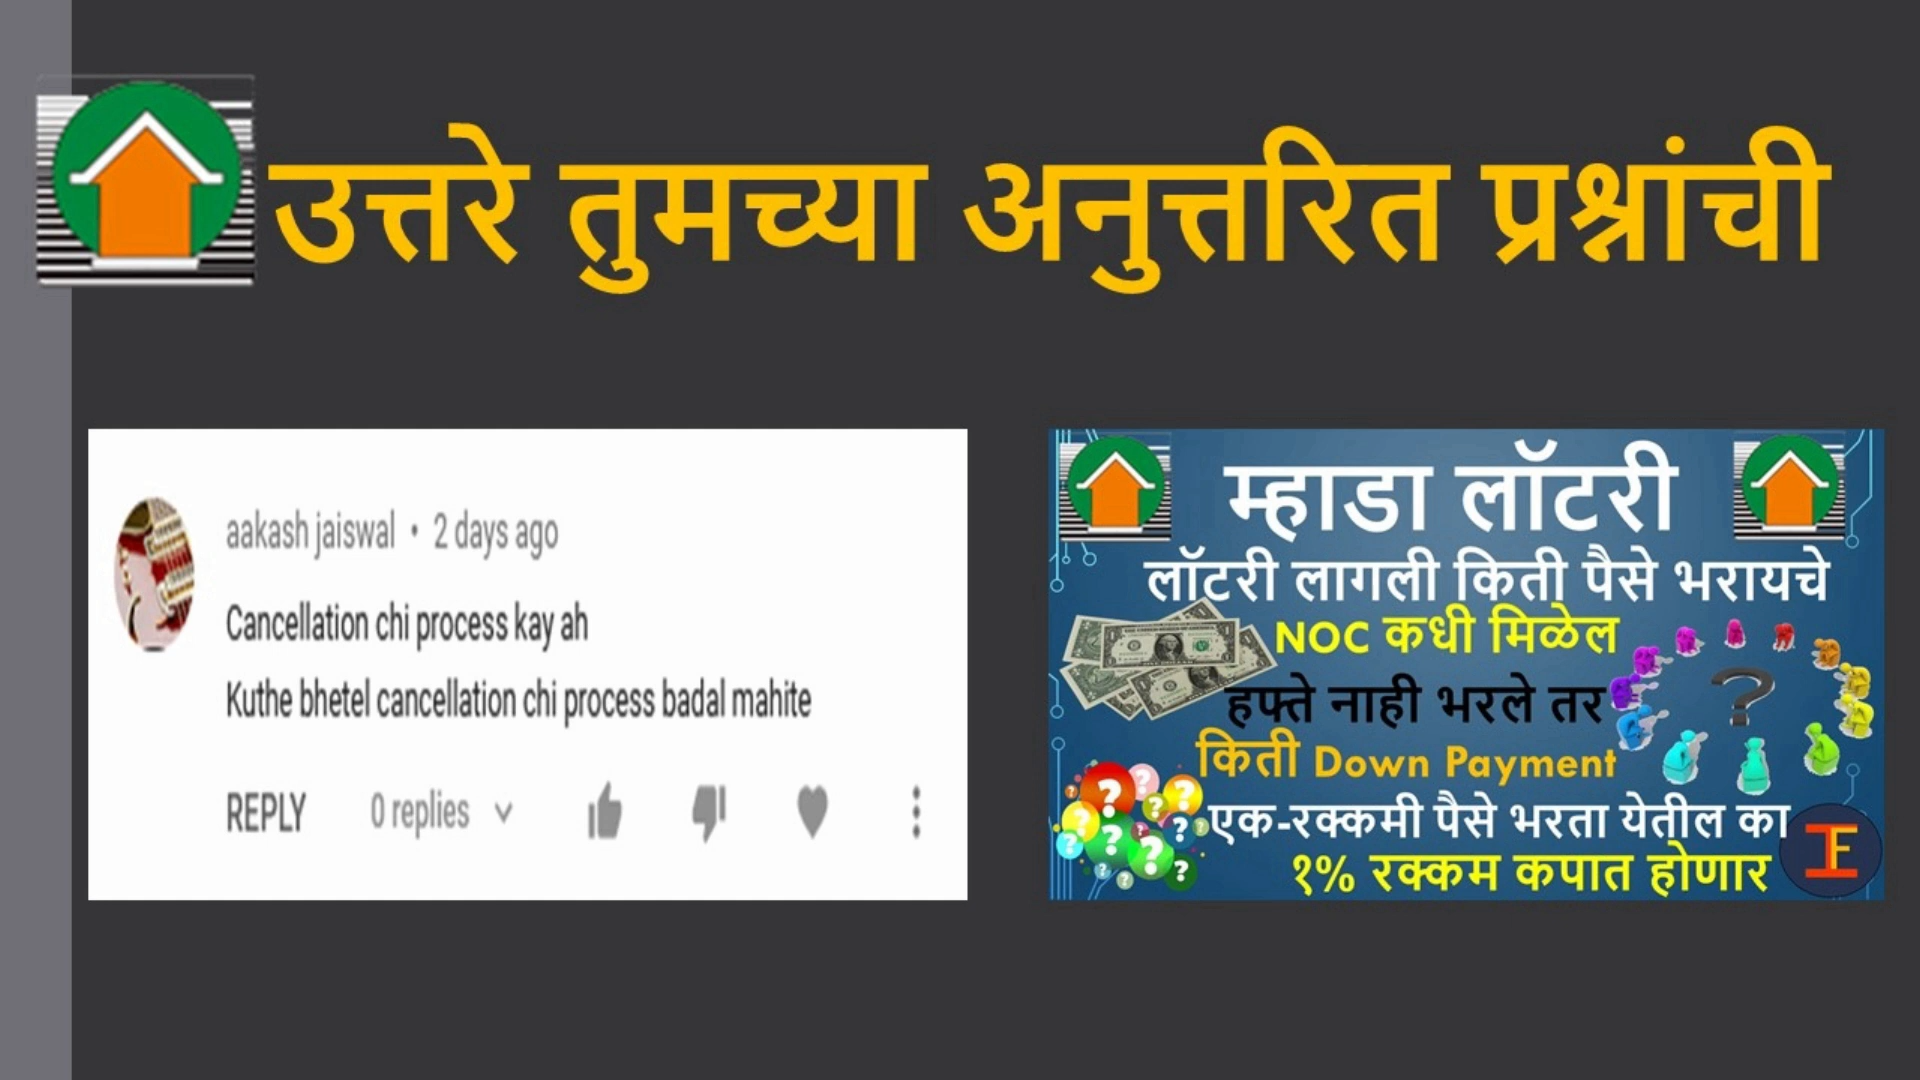 उत्तरे तुमच्या अनुत्तरित प्रश्नांची
aakash jaiswal • 2 days ago
Cancellation chi process kay ah
Kuthe bhetel cancellation chi process badal mahite
REPLY 0 replies
म्हाडा लॉटरी
लॉटरी लागली किती पैसे भरायचे
NOC कधी मिळेल
हफ्ते नाही भरले तर
किती Down Payment
एक-रक्कमी पैसे भरता येतील का
१% रक्कम कपात होणार